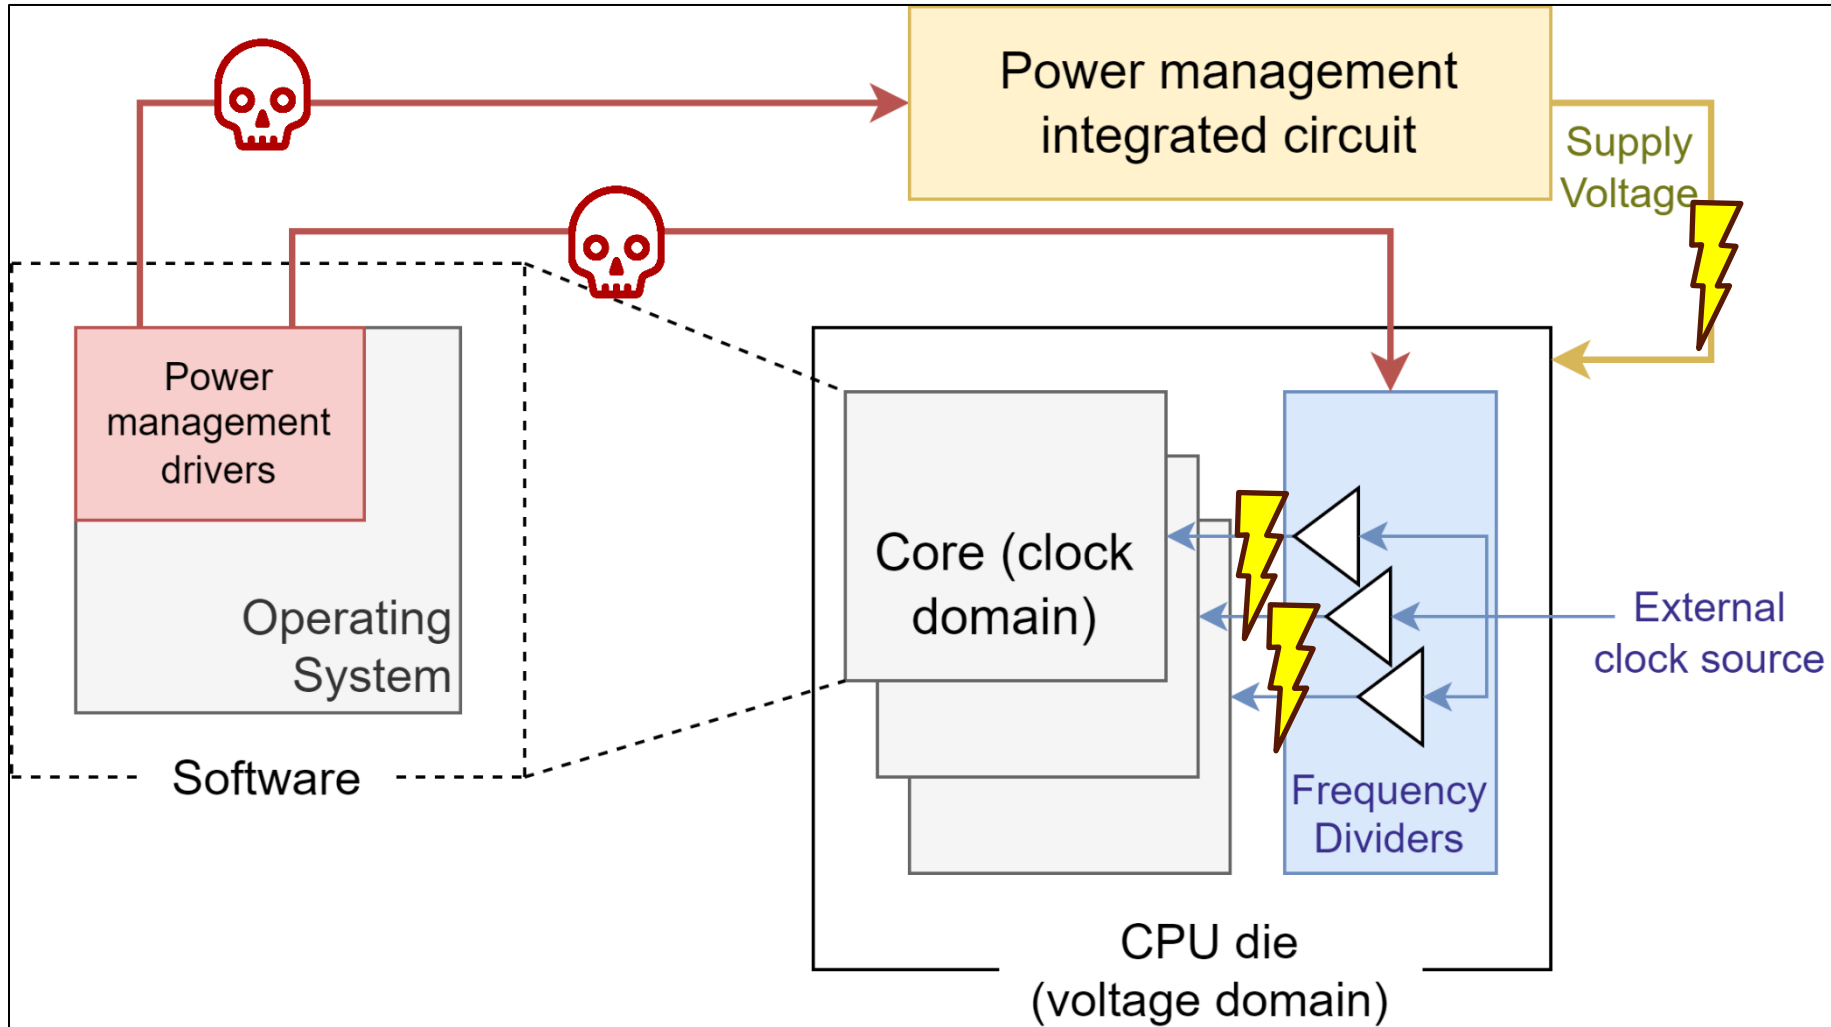 Power management
integrated circuit
Supply
Voltage
Power
management
drivers
Operating
System
Software
Core (clock
domain)
External
clock source
Frequency
Dividers
CPU die
(voltage domain)